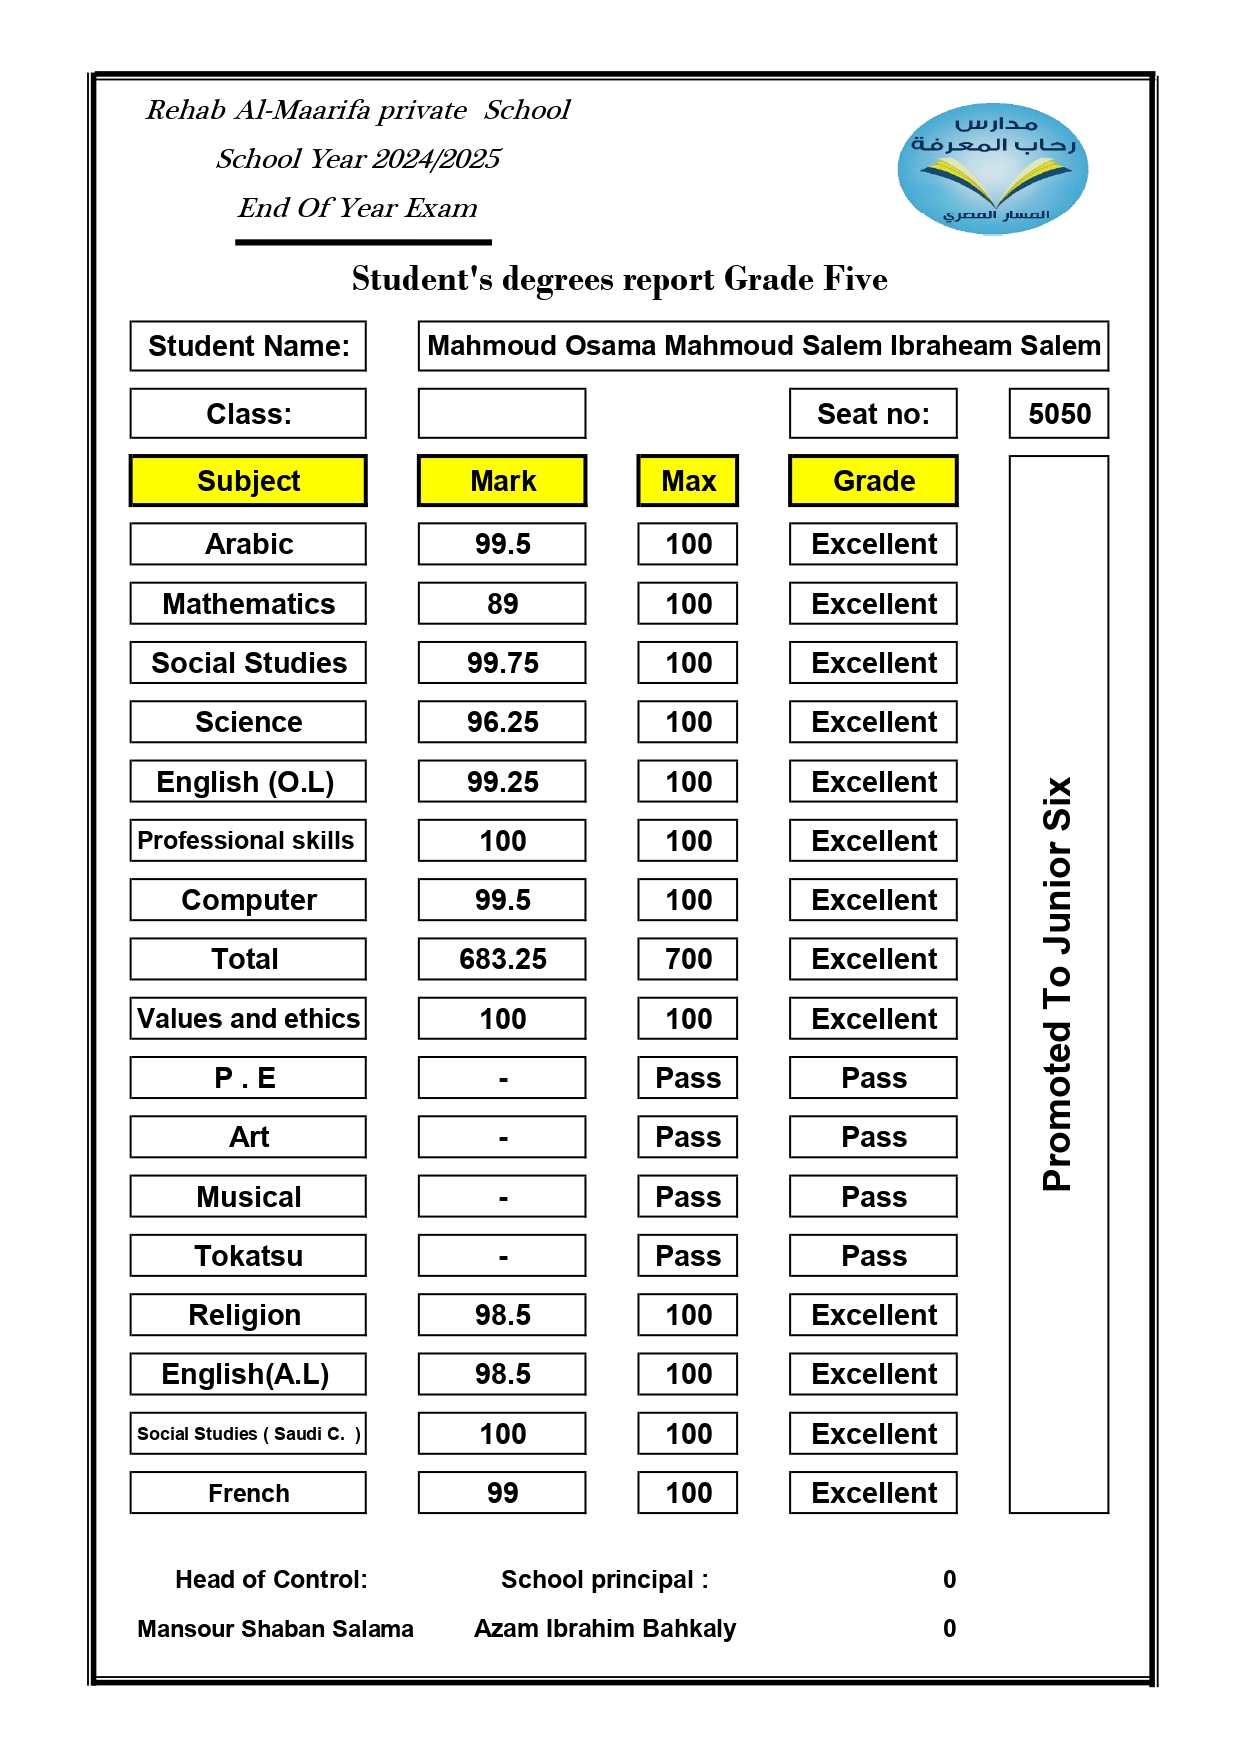 Rehab Al-Maarifa private School
School Year 2024/2025
End Of Year Exam
مدارس
رحاب المعرفة
المسار المصري
Student's degrees report Grade Five
Student Name: Mahmoud Osama Mahmoud Salem Ibraheam Salem
Class: Seat no: 5050
Subject Mark Max Grade
Arabic 99.5 100 Excellent
Mathematics 89 100 Excellent
Social Studies 99.75 100 Excellent
Science 96.25 100 Excellent
English (O.L) 99.25 100 Excellent
Professional skills 100 100 Excellent
Computer 99.5 100 Excellent
Total 683.25 700 Excellent
Values and ethics 100 100 Excellent
P . E - Pass Pass
Art - Pass Pass
Musical - Pass Pass
Tokatsu - Pass Pass
Religion 98.5 100 Excellent
English(A.L) 98.5 100 Excellent
Social Studies ( Saudi C. ) 100 100 Excellent
French 99 100 Excellent
Promoted To Junior Six
Head of Control: School principal : 0
Mansour Shaban Salama Azam Ibrahim Bahkaly 0